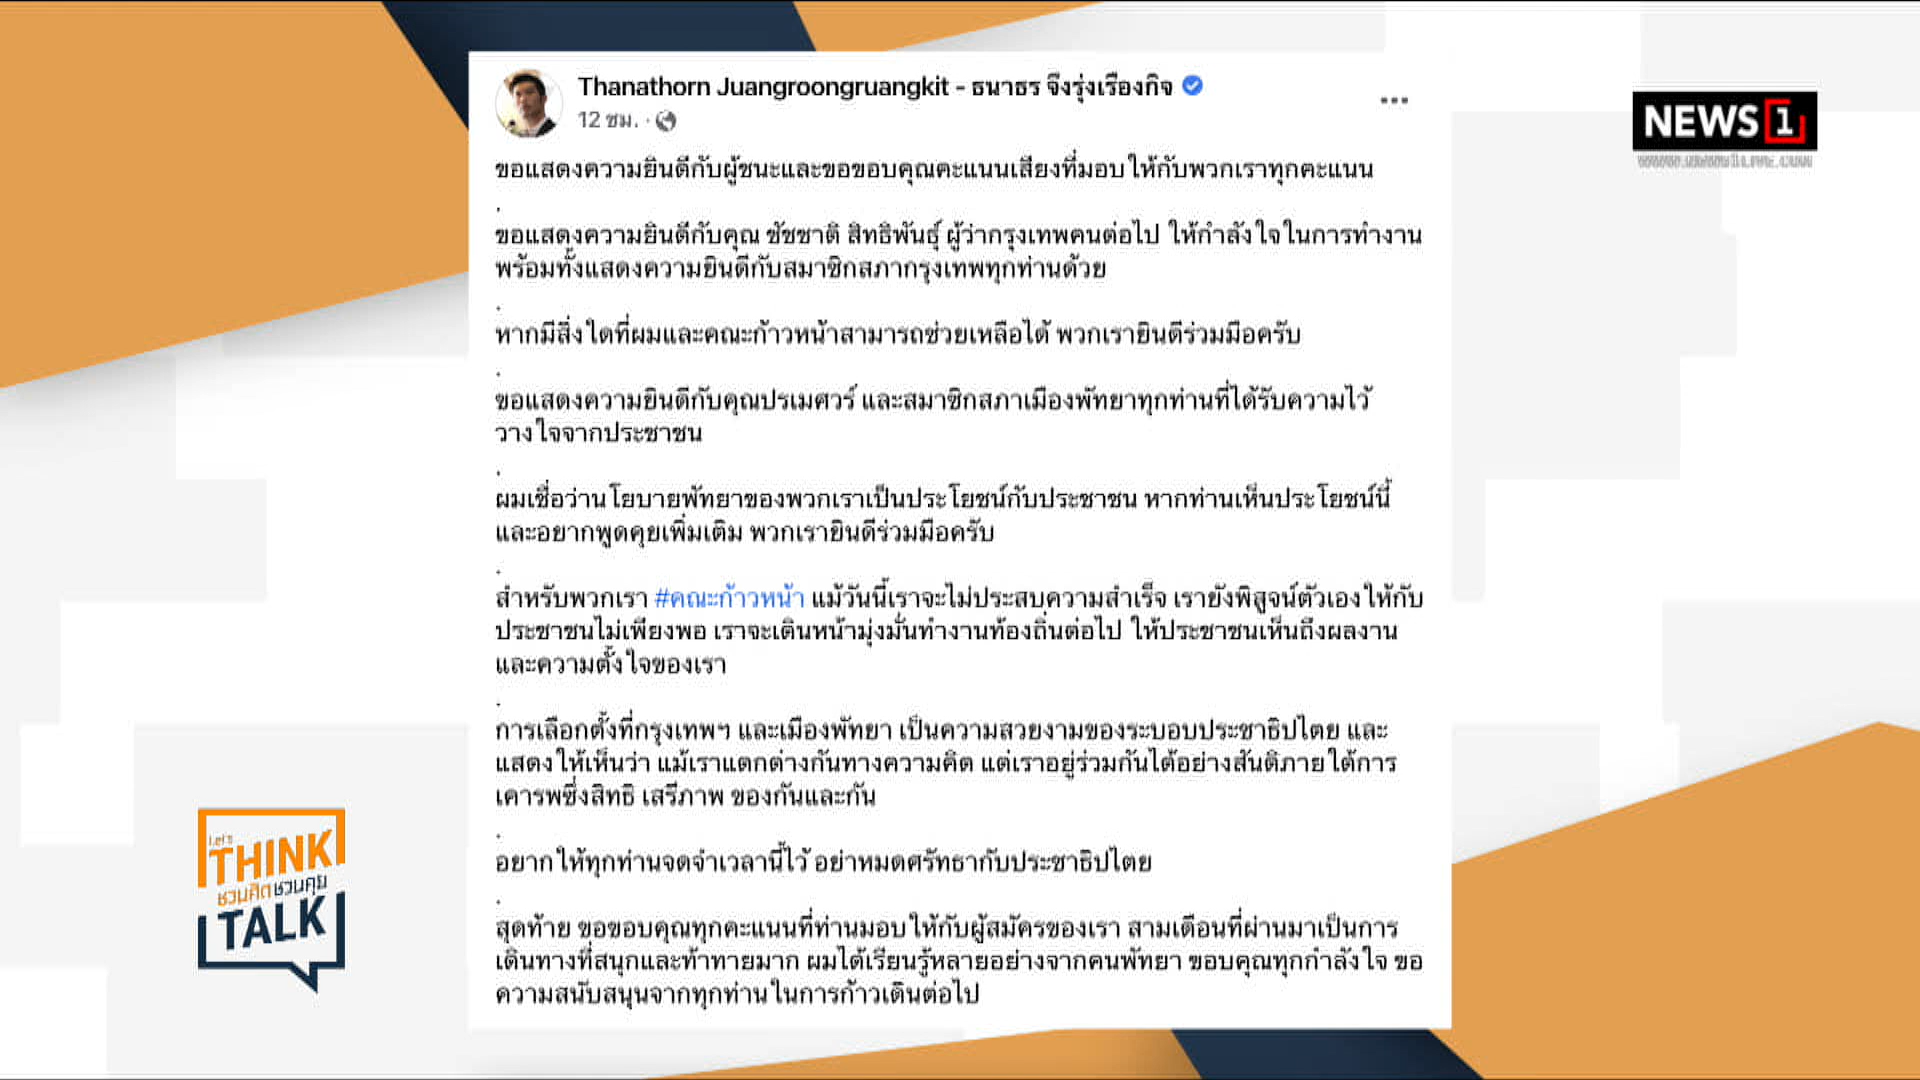 Thanathorn Juangroongruangkit - ธนาธร จึงรุ่งเรืองกิจ
12 ชม. ·
ขอแสดงความยินดีกับผู้ชนะและขอขอบคุณคะแนนเสียงที่มอบให้กับพวกเราทุกคะแนน
.
ขอแสดงความยินดีกับคุณ ชัชชาติ สิทธิพันธุ์ ผู้ว่ากรุงเทพคนต่อไป ให้กำลังใจในการทำงาน
พร้อมทั้งแสดงความยินดีกับสมาชิกสภากรุงเทพทุกท่านด้วย
.
หากมีสิ่งใดที่ผมและคณะก้าวหน้าสามารถช่วยเหลือได้ พวกเรายินดีร่วมมือครับ
.
ขอแสดงความยินดีกับคุณปรเมศวร์ และสมาชิกสภาเมืองพัทยาทุกท่านที่ได้รับความไว้
วางใจจากประชาชน
.
ผมเชื่อว่านโยบายพัทยาของพวกเราเป็นประโยชน์กับประชาชน หากท่านเห็นประโยชน์นี้
และอยากพูดคุยเพิ่มเติม พวกเรายินดีร่วมมือครับ
.
สำหรับพวกเรา #คณะก้าวหน้า แม้วันนี้เราจะไม่ประสบความสำเร็จ เรายังพิสูจน์ตัวเองให้กับ
ประชาชนไม่เพียงพอ เราจะเดินหน้ามุ่งมั่นทำงานท้องถิ่นต่อไป ให้ประชาชนเห็นถึงผลงาน
และความตั้งใจของเรา
.
การเลือกตั้งที่กรุงเทพฯ และเมืองพัทยา เป็นความสวยงามของระบอบประชาธิปไตย และ
แสดงให้เห็นว่า แม้เราแตกต่างกันทางความคิด แต่เราอยู่ร่วมกันได้อย่างสันติภายใต้การ
เคารพซึ่งสิทธิ เสรีภาพ ของกันและกัน
.
อยากให้ทุกท่านจดจำเวลานี้ไว้ อย่าหมดศรัทธากับประชาธิปไตย
.
สุดท้าย ขอขอบคุณทุกคะแนนที่ท่านมอบให้กับผู้สมัครของเรา สามเดือนที่ผ่านมาเป็นการ
เดินทางที่สนุกและท้าทายมาก ผมได้เรียนรู้หลายอย่างจากคนพัทยา ขอบคุณทุกกำลังใจ ขอ
ความสนับสนุนจากทุกท่านในการก้าวเดินต่อไป
NEWS 1
Let's
THINK
ชวนคิด ชวนคุย
TALK